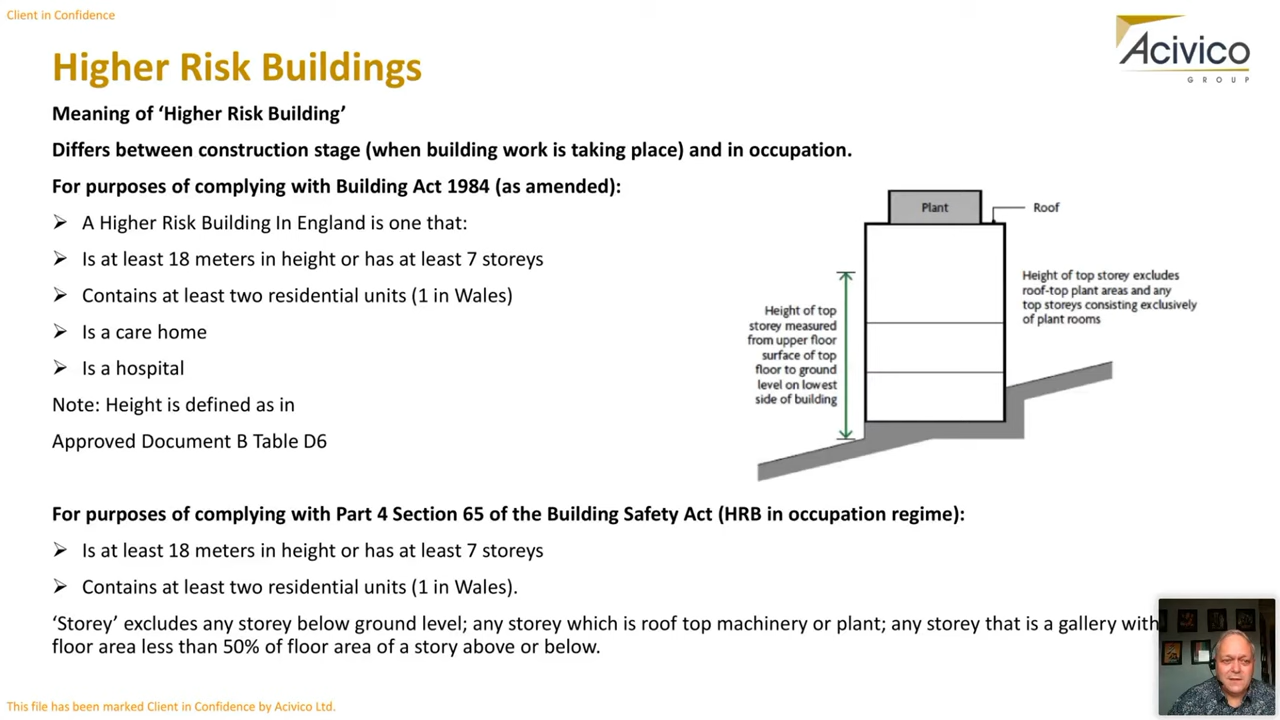 Client in Confidence
Acivico
GROUP
Higher Risk Buildings
Meaning of ‘Higher Risk Building’
Differs between construction stage (when building work is taking place) and in occupation.
For purposes of complying with Building Act 1984 (as amended):
➢ A Higher Risk Building In England is one that:
➢ Is at least 18 meters in height or has at least 7 storeys
➢ Contains at least two residential units (1 in Wales)
➢ Is a care home
➢ Is a hospital
Note: Height is defined as in
Approved Document B Table D6
Plant
Roof
Height of top
storey measured
from upper floor
surface of top
floor to ground
level on lowest
side of building
Height of top storey excludes
roof-top plant areas and any
top storeys consisting exclusively
of plant rooms
For purposes of complying with Part 4 Section 65 of the Building Safety Act (HRB in occupation regime):
➢ Is at least 18 meters in height or has at least 7 storeys
➢ Contains at least two residential units (1 in Wales).
‘Storey’ excludes any storey below ground level; any storey which is roof top machinery or plant; any storey that is a gallery with
floor area less than 50% of floor area of a story above or below.
This file has been marked Client in Confidence by Acivico Ltd.